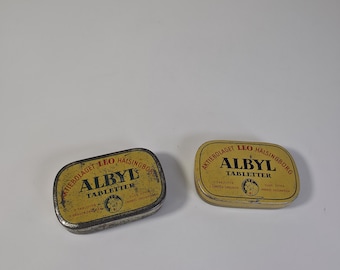 AKTIEBOLAGET LEO HÄLSINGBORG
ALBYL
TABLETTER
AKTIEBOLAGET LEO HÄLSINGBORG
ALBYL
TABLETTER